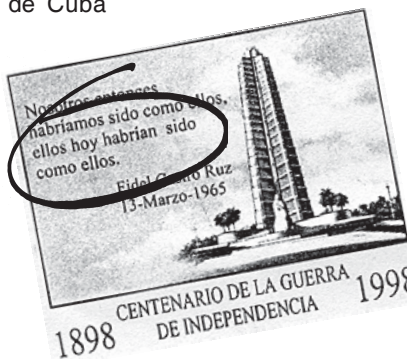 de Cuba
Nosotros entonces
habríamos sido como ellos,
ellos hoy habrían sido
como ellos.
Fidel Castro Ruz
13-Marzo-1965
CENTENARIO DE LA GUERRA
DE INDEPENDENCIA
1898
1998